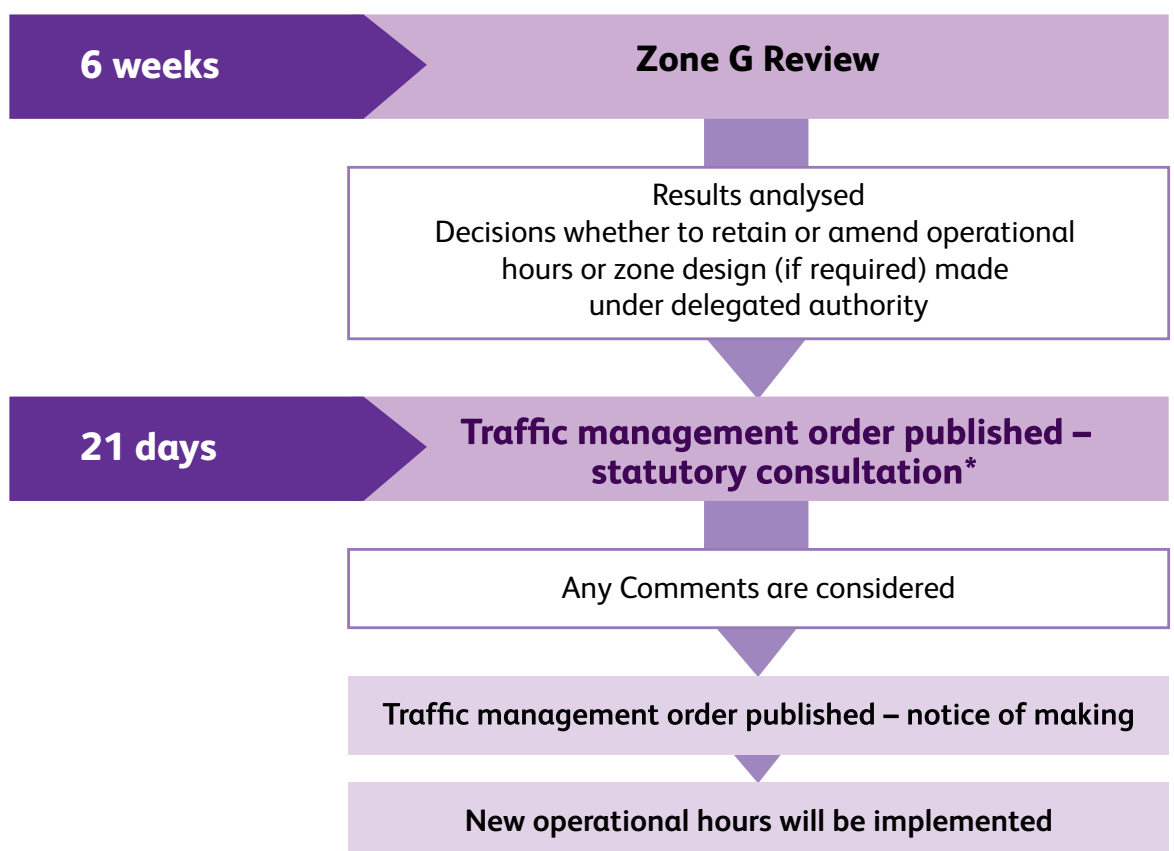 6 weeks
Zone G Review
Results analysed
Decisions whether to retain or amend operational
hours or zone design (if required) made
under delegated authority
21 days
Traffic management order published –
statutory consultation*
Any Comments are considered
Traffic management order published – notice of making
New operational hours will be implemented